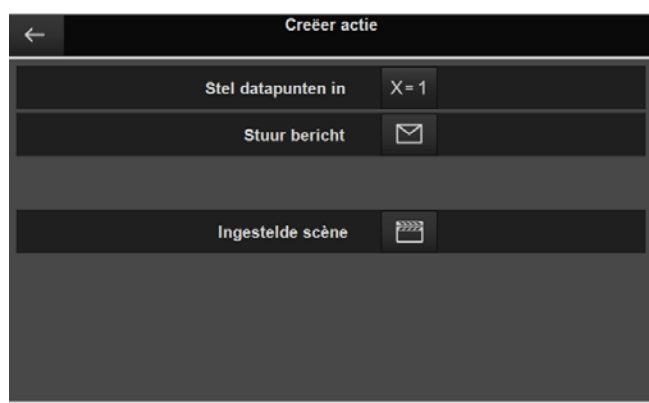 Creëer actie
Stel datapunten in X=1
Stuur bericht
Ingestelde scène